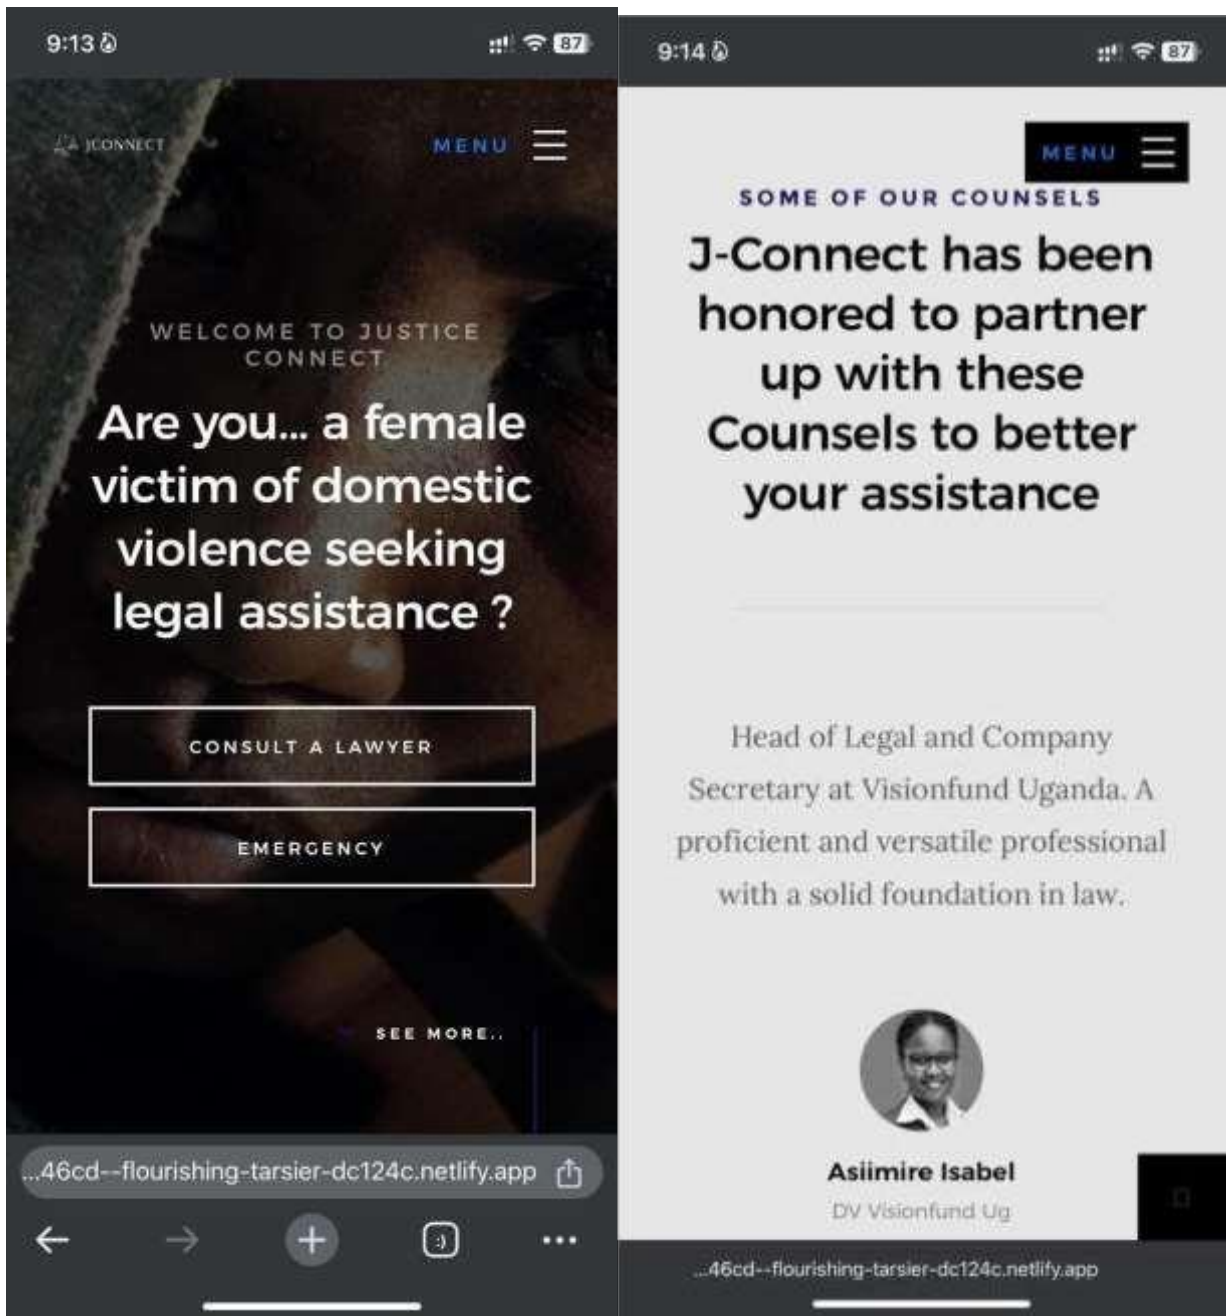 9:13
87
JCONNECT
MENU
WELCOME TO JUSTICE
CONNECT
Are you... a female
victim of domestic
violence seeking
legal assistance ?
CONSULT A LAWYER
EMERGENCY
SEE MORE..
...46cd--flourishing-tarsier-dc124c.netlify.app
:)
9:14
87
MENU
SOME OF OUR COUNSELS
J-Connect has been
honored to partner
up with these
Counsels to better
your assistance
Head of Legal and Company
Secretary at Visionfund Uganda. A
proficient and versatile professional
with a solid foundation in law.
Asiimire Isabel
DV Visionfund Ug
...46cd--flourishing-tarsier-dc124c.netlify.app